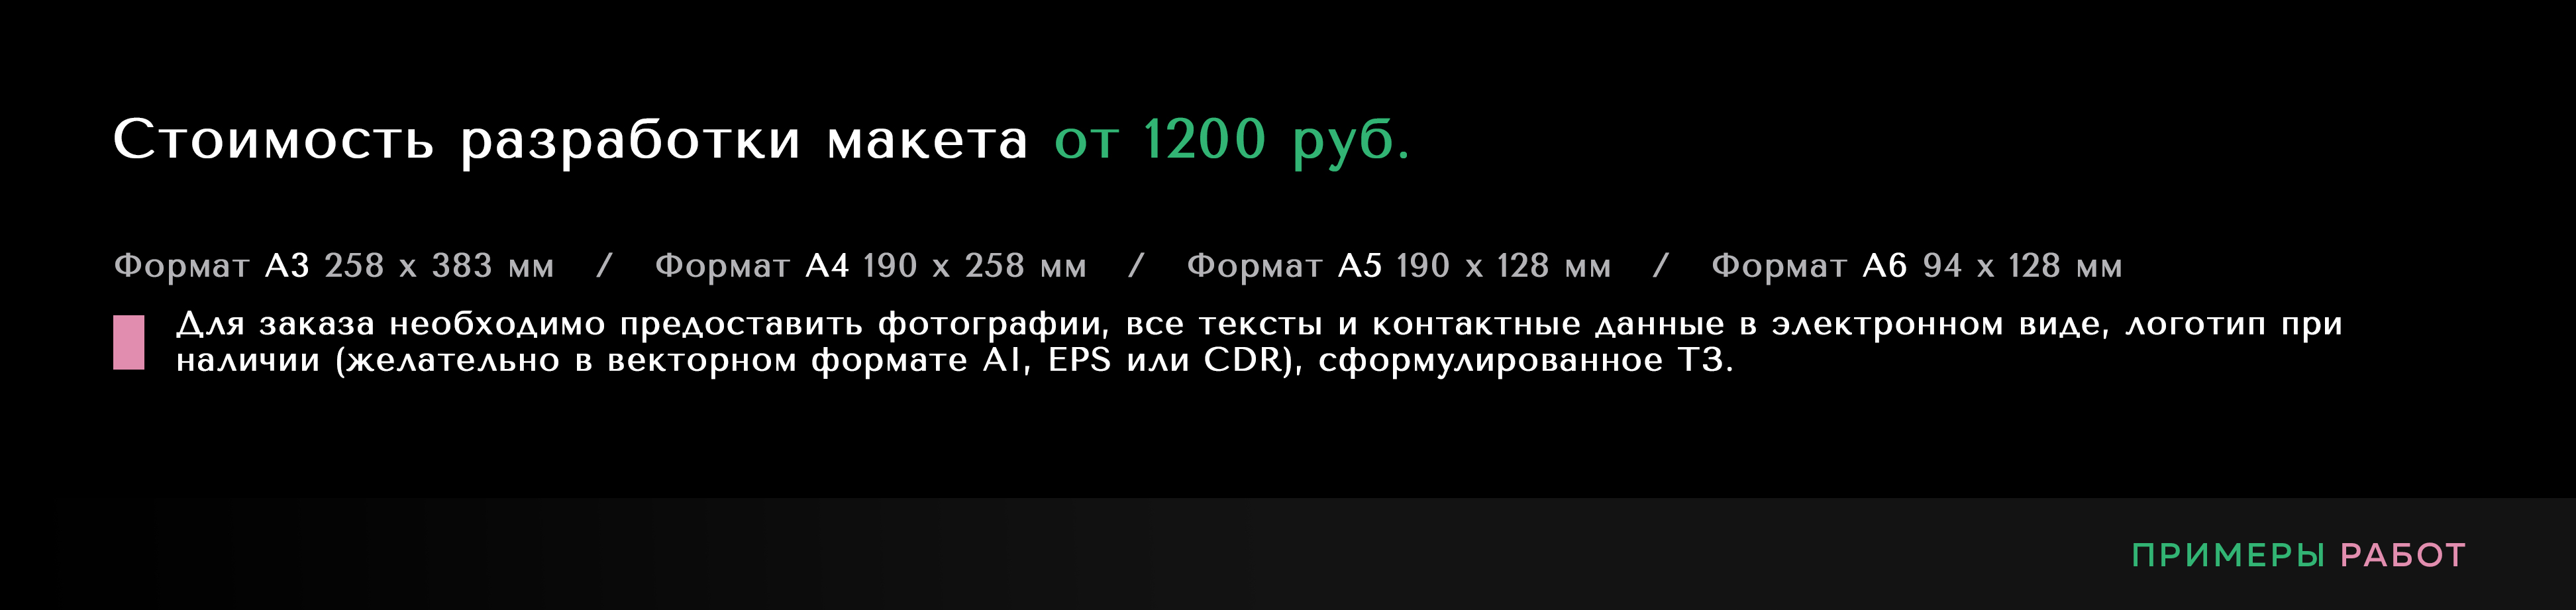 Стоимость разработки макета от 1200 руб.
Формат А3 258 х 383 мм / Формат А4 190 х 258 мм / Формат А5 190 х 128 мм / Формат А6 94 х 128 мм
Для заказа необходимо предоставить фотографии, все тексты и контактные данные в электронном виде, логотип при
наличии (желательно в векторном формате AI, EPS или CDR), сформулированное ТЗ.
ПРИМЕРЫ РАБОТ